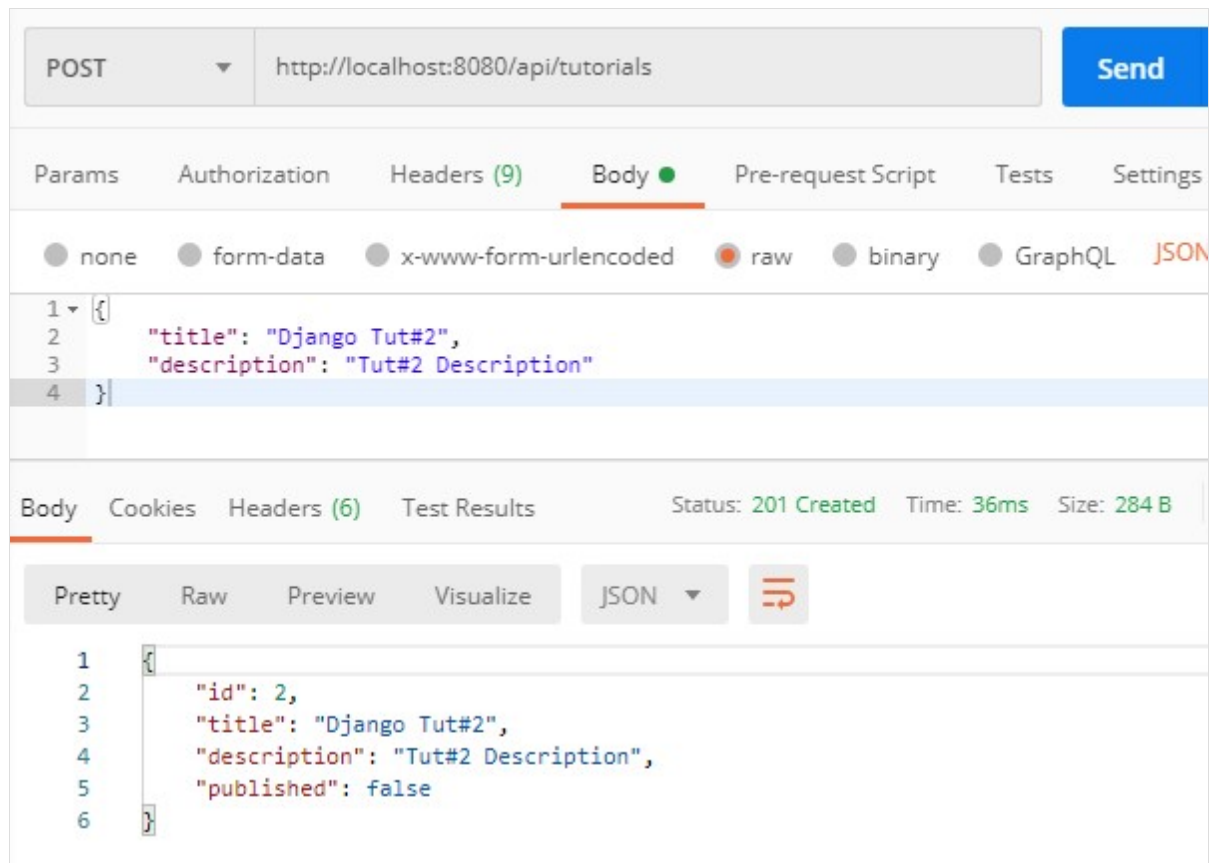 POST http://localhost:8080/api/tutorials Send
Params Authorization Headers (9) Body Pre-request Script Tests Settings
none form-data x-www-form-urlencoded raw binary GraphQL JSON
1 {
2 "title": "Django Tut#2",
3 "description": "Tut#2 Description"
4 }
Body Cookies Headers (6) Test Results Status: 201 Created Time: 36ms Size: 284 B
Pretty Raw Preview Visualize JSON
1 {
2 "id": 2,
3 "title": "Django Tut#2",
4 "description": "Tut#2 Description",
5 "published": false
6 }